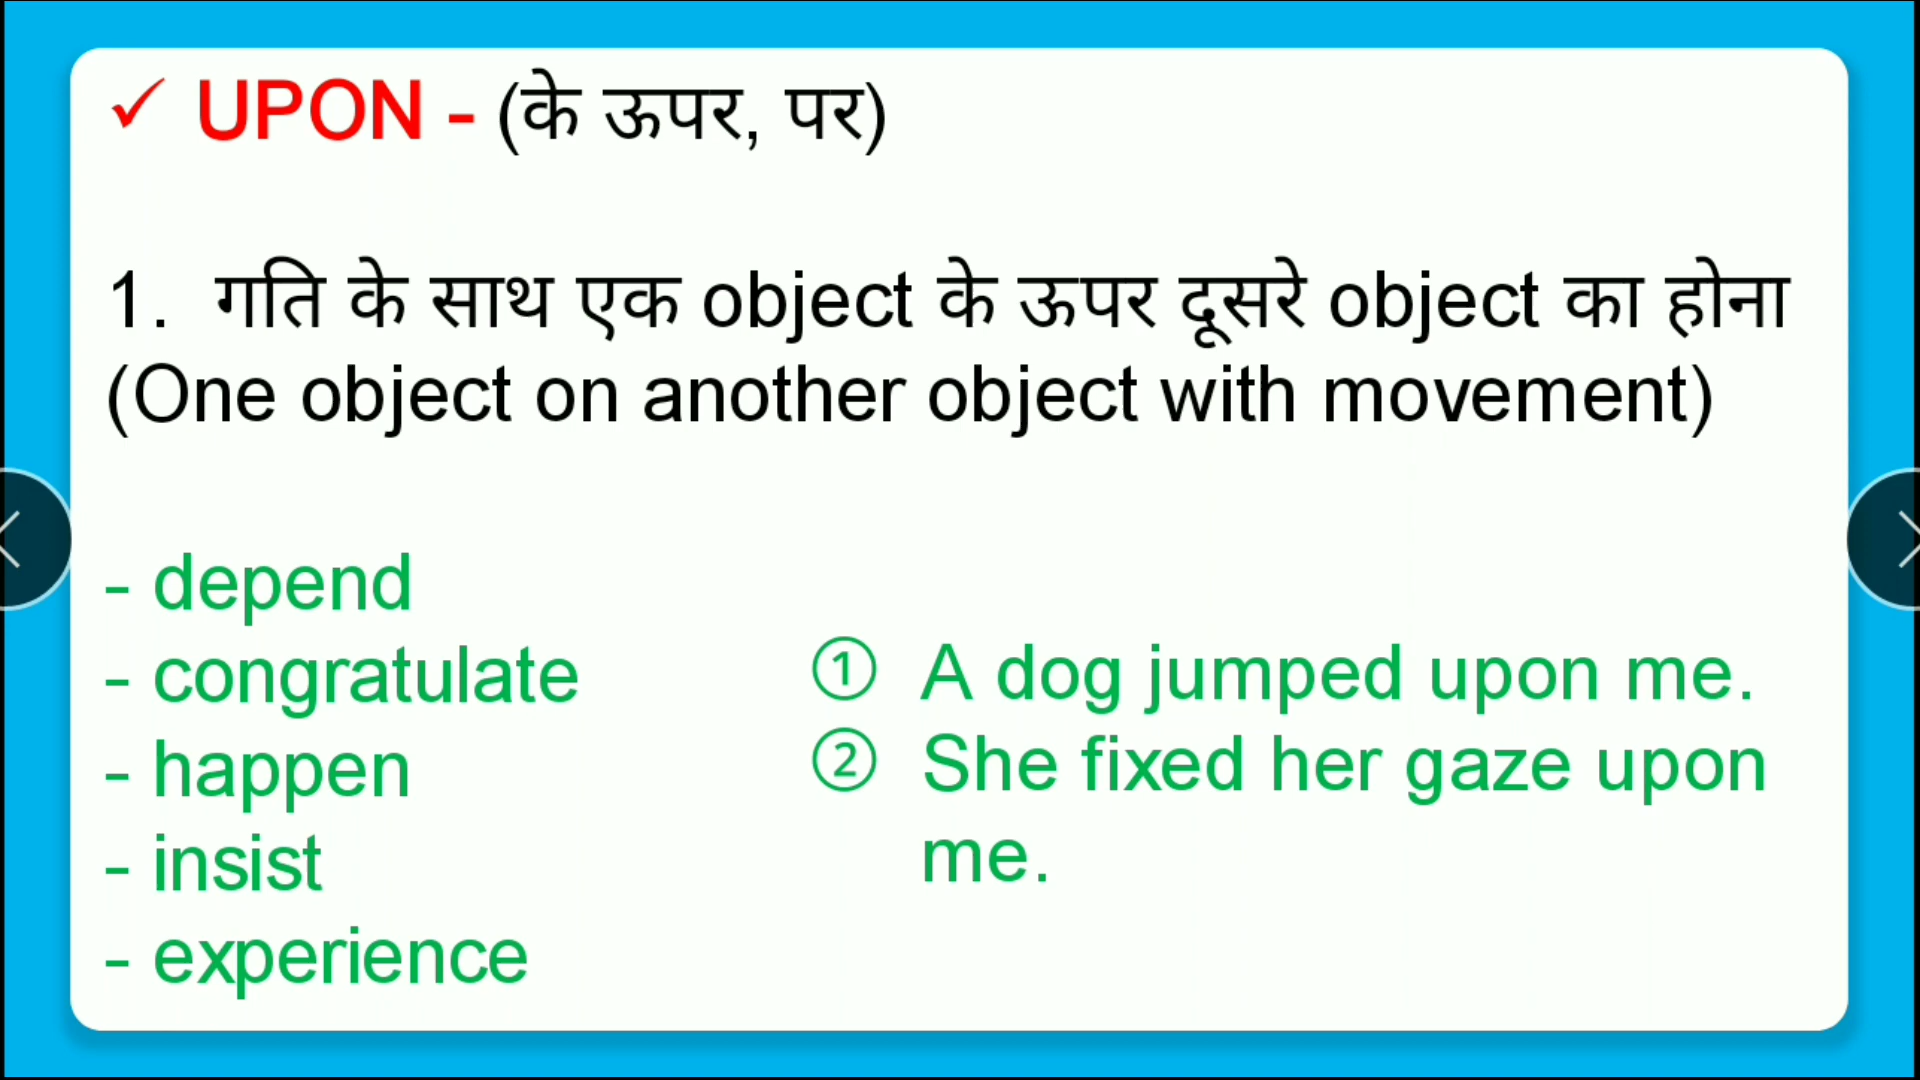 ✓ UPON - (के ऊपर, पर)
1. गति के साथ एक object के ऊपर दूसरे object का होना
(One object on another object with movement)
- depend
- congratulate
- happen
- insist
- experience
① A dog jumped upon me.
② She fixed her gaze upon
me.